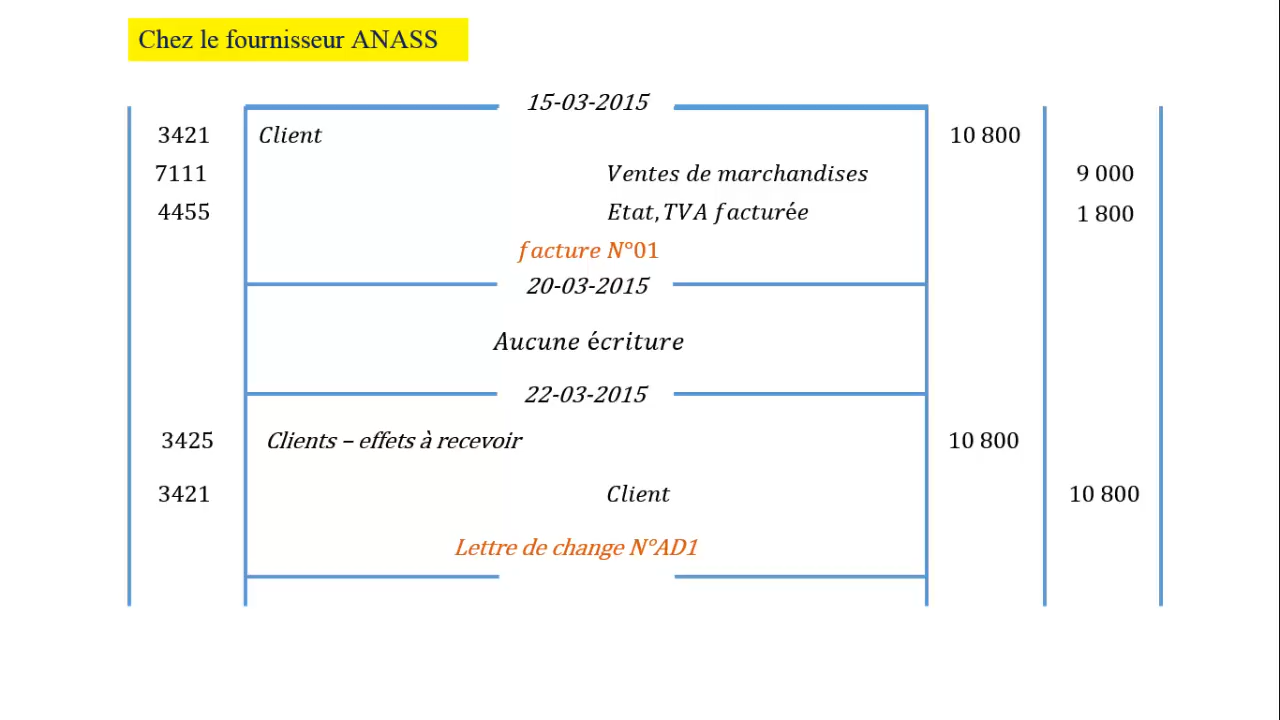 Chez le fournisseur ANASS
15-03-2015
3421 Client 10 800
7111 Ventes de marchandises 9 000
4455 Etat, TVA facturée 1 800
facture N°01
20-03-2015
Aucune écriture
22-03-2015
3425 Clients – effets à recevoir 10 800
3421 Client 10 800
Lettre de change N°AD1